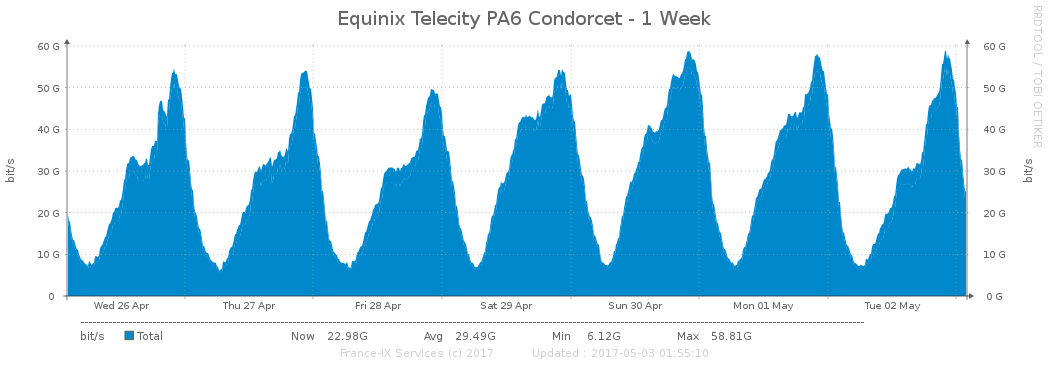 Equinix Telecity PA6 Condorcet - 1 Week
RRDTOOL / TOBI OETIKER
bit/s
60 G
50 G
40 G
30 G
20 G
10 G
0
60 G
50 G
40 G
30 G
20 G
10 G
0 G
bit/s
Wed 26 Apr Thu 27 Apr Fri 28 Apr Sat 29 Apr Sun 30 Apr Mon 01 May Tue 02 May
bit/s Total Now 22.98G Avg 29.49G Min 6.12G Max 58.81G
France-IX Services (c) 2017 Updated : 2017-05-03 01:55:10